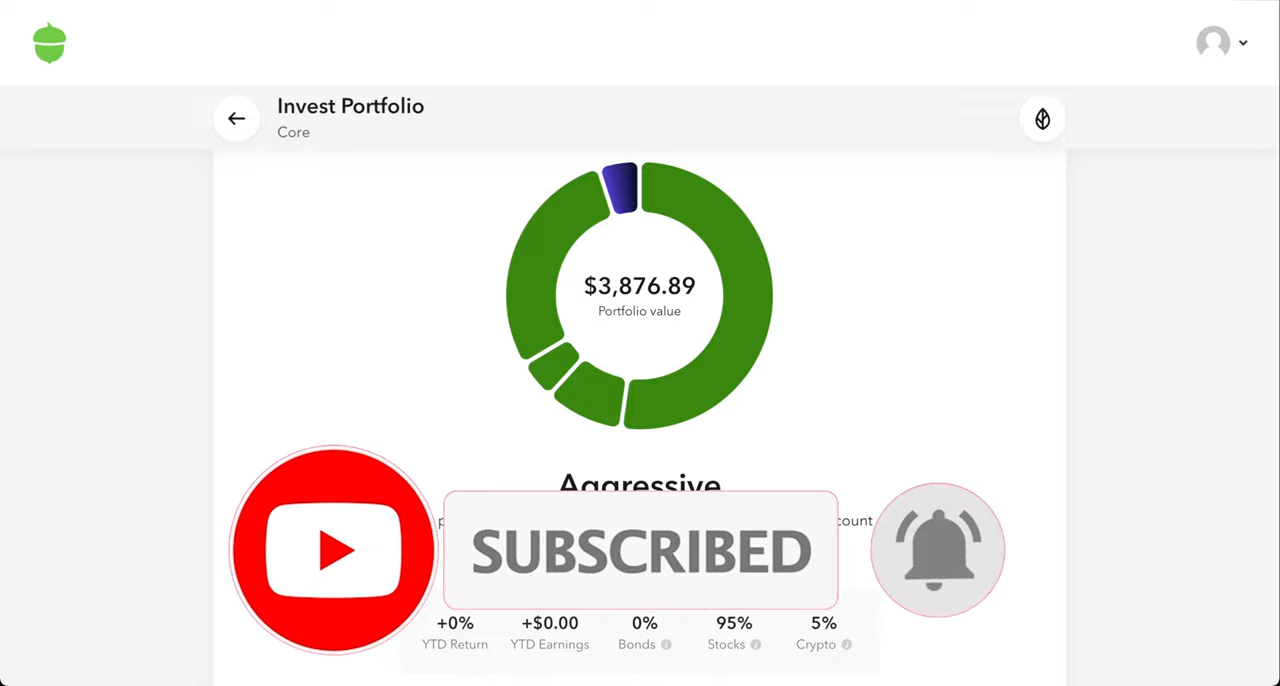 Invest Portfolio
Core
$3,876.89
Portfolio value
Aggressive
count
SUBSCRIBED
+0% +$0.00 0% 95% 5%
YTD Return YTD Earnings Bonds Stocks Crypto